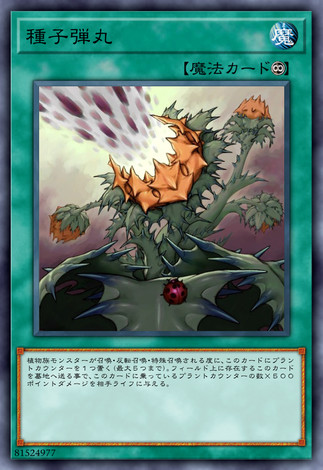 種子弾丸
魔
【魔法カード】
植物族モンスターが召喚・反転召喚・特殊召喚される度に、このカードにプラント
カウンターを１つ置く(最大５つまで)。フィールド上に存在するこのカード
を墓地へ送る事で、このカードに乗っているプラントカウンターの数×５００
ポイントダメージを相手ライフに与える。
81524977